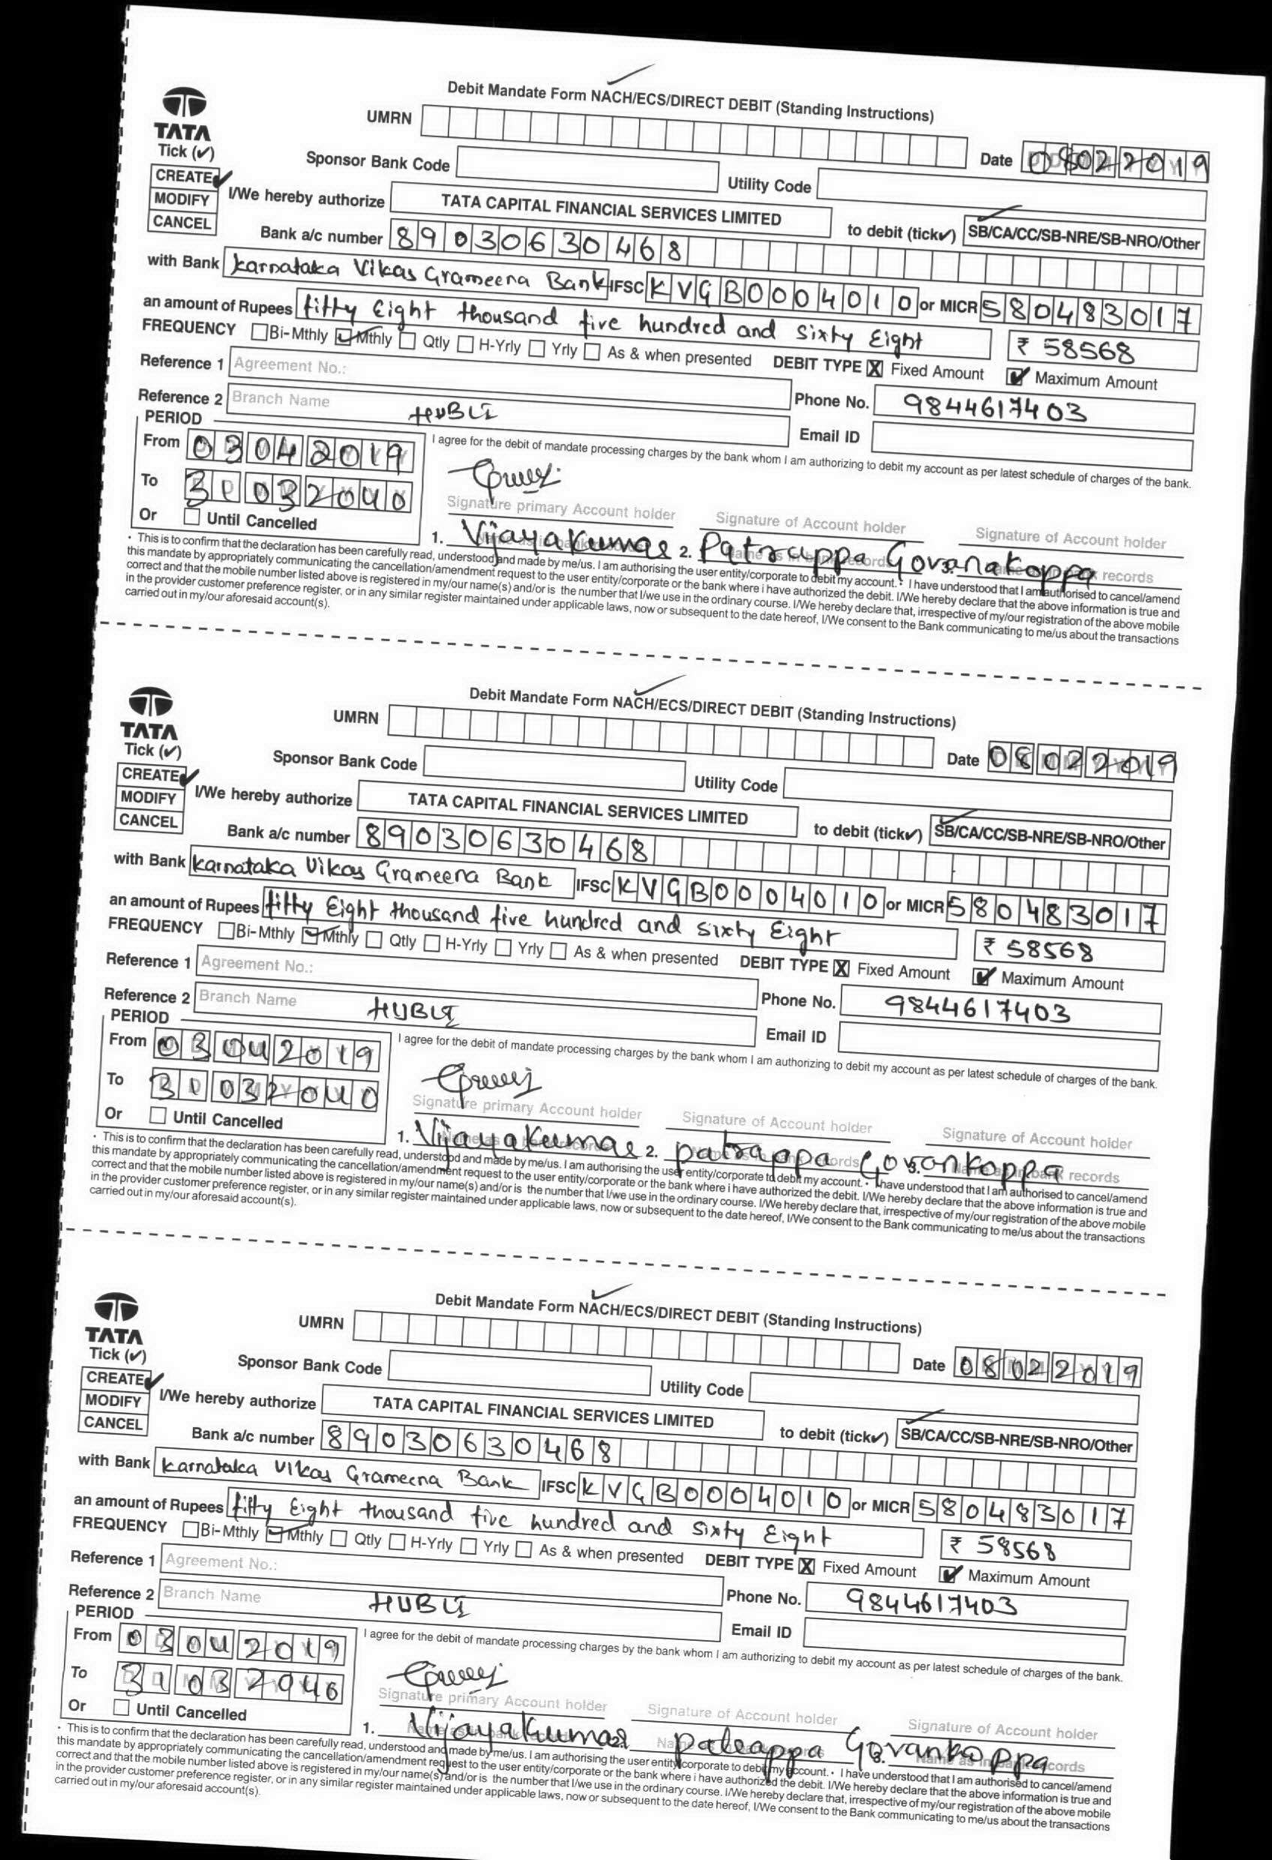 Debit Mandate Form NACH/ECS/DIRECT DEBIT (Standing Instructions)
TATA
UMRN
Date 08022019
Tick (✓)
Sponsor Bank Code
Utility Code
CREATE ✓
MODIFY
CANCEL
I/We hereby authorize TATA CAPITAL FINANCIAL SERVICES LIMITED to debit (tick✓) SB/CA/CC/SB-NRE/SB-NRO/Other
Bank a/c number 89030630468
with Bank Karnataka Vikas Grameena Bank IFSC KVGB0004010 or MICR 580483017
an amount of Rupees fifty Eight thousand five hundred and sixty Eight ₹ 58568
FREQUENCY Bi-Mthly Mthly Qtly H-Yrly Yrly As & when presented DEBIT TYPE X Fixed Amount ✓ Maximum Amount
Reference 1 Agreement No.: Phone No. 9844617403
Reference 2 Branch Name HUBLI Email ID
PERIOD
I agree for the debit of mandate processing charges by the bank whom I am authorizing to debit my account as per latest schedule of charges of the bank.
From 03042019
To 31032040
Or Until Cancelled
Signature primary Account holder Signature of Account holder Signature of Account holder
1. Vijayakumar 2. Patrappa Govanakoppa
• This is to confirm that the declaration has been carefully read, understood and made by me/us. I am authorising the user entity/corporate to debit my account. • I have understood that I am authorised to cancel/amend
this mandate by appropriately communicating the cancellation/amendment request to the user entity/corporate or the bank where i have authorized the debit. I/We hereby declare that the above information is true and
correct and that the mobile number listed above is registered in my/our name(s) and/or is the number that I/we use in the ordinary course. I/We hereby declare that, irrespective of my/our registration of the above mobile
in the provider customer preference register, or in any similar register maintained under applicable laws, now or subsequent to the date hereof, I/We consent to the Bank communicating to me/us about the transactions
carried out in my/our aforesaid account(s).
Debit Mandate Form NACH/ECS/DIRECT DEBIT (Standing Instructions)
TATA
UMRN
Date 08022019
Tick (✓)
Sponsor Bank Code
Utility Code
CREATE ✓
MODIFY
CANCEL
I/We hereby authorize TATA CAPITAL FINANCIAL SERVICES LIMITED to debit (tick✓) SB/CA/CC/SB-NRE/SB-NRO/Other
Bank a/c number 89030630468
with Bank Karnataka Vikas Grameena Bank IFSC KVGB0004010 or MICR 580483017
an amount of Rupees fifty Eight thousand five hundred and sixty Eight ₹ 58568
FREQUENCY Bi-Mthly Mthly Qtly H-Yrly Yrly As & when presented DEBIT TYPE X Fixed Amount ✓ Maximum Amount
Reference 1 Agreement No.: Phone No. 9844617403
Reference 2 Branch Name HUBLI Email ID
PERIOD
I agree for the debit of mandate processing charges by the bank whom I am authorizing to debit my account as per latest schedule of charges of the bank.
From 03042019
To 31032040
Or Until Cancelled
Signature primary Account holder Signature of Account holder Signature of Account holder
1. Vijayakumar 2. patrappa Govankoppa
• This is to confirm that the declaration has been carefully read, understood and made by me/us. I am authorising the user entity/corporate to debit my account. • I have understood that I am authorised to cancel/amend
this mandate by appropriately communicating the cancellation/amendment request to the user entity/corporate or the bank where i have authorized the debit. I/We hereby declare that the above information is true and
correct and that the mobile number listed above is registered in my/our name(s) and/or is the number that I/we use in the ordinary course. I/We hereby declare that, irrespective of my/our registration of the above mobile
in the provider customer preference register, or in any similar register maintained under applicable laws, now or subsequent to the date hereof, I/We consent to the Bank communicating to me/us about the transactions
carried out in my/our aforesaid account(s).
Debit Mandate Form NACH/ECS/DIRECT DEBIT (Standing Instructions)
TATA
UMRN
Date 08022019
Tick (✓)
Sponsor Bank Code
Utility Code
CREATE ✓
MODIFY
CANCEL
I/We hereby authorize TATA CAPITAL FINANCIAL SERVICES LIMITED to debit (tick✓) SB/CA/CC/SB-NRE/SB-NRO/Other
Bank a/c number 89030630468
with Bank Karnataka Vikas Grameena Bank IFSC KVGB0004010 or MICR 580483017
an amount of Rupees fifty Eight thousand five hundred and sixty Eight ₹ 58568
FREQUENCY Bi-Mthly Mthly Qtly H-Yrly Yrly As & when presented DEBIT TYPE X Fixed Amount ✓ Maximum Amount
Reference 1 Agreement No.: Phone No. 9844617403
Reference 2 Branch Name HUBLI Email ID
PERIOD
I agree for the debit of mandate processing charges by the bank whom I am authorizing to debit my account as per latest schedule of charges of the bank.
From 03042019
To 31032046
Or Until Cancelled
Signature primary Account holder Signature of Account holder Signature of Account holder
1. Vijayakumar patrappa Govankoppa
• This is to confirm that the declaration has been carefully read, understood and made by me/us. I am authorising the user entity/corporate to debit my account. • I have understood that I am authorised to cancel/amend
this mandate by appropriately communicating the cancellation/amendment request to the user entity/corporate or the bank where i have authorized the debit. I/We hereby declare that the above information is true and
correct and that the mobile number listed above is registered in my/our name(s) and/or is the number that I/we use in the ordinary course. I/We hereby declare that, irrespective of my/our registration of the above mobile
in the provider customer preference register, or in any similar register maintained under applicable laws, now or subsequent to the date hereof, I/We consent to the Bank communicating to me/us about the transactions
carried out in my/our aforesaid account(s).